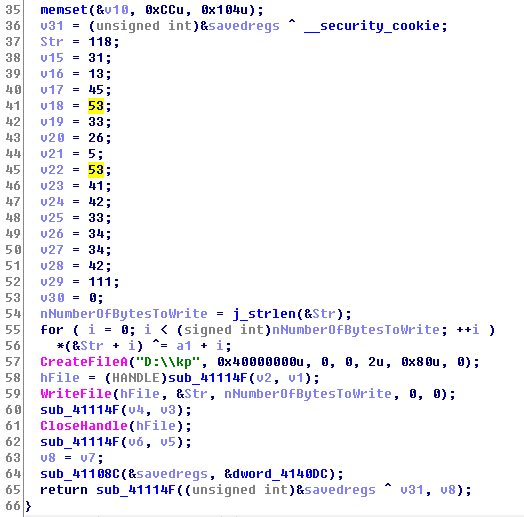 35 memset(&v10, 0xCCu, 0x104u);
36 v31 = (unsigned int)&savedregs ^ __security_cookie;
37 Str = 118;
38 v15 = 31;
39 v16 = 13;
40 v17 = 45;
41 v18 = 53;
42 v19 = 33;
43 v20 = 26;
44 v21 = 5;
45 v22 = 53;
46 v23 = 41;
47 v24 = 42;
48 v25 = 33;
49 v26 = 34;
50 v27 = 34;
51 v28 = 42;
52 v29 = 111;
53 v30 = 0;
54 nNumberOfBytesToWrite = j_strlen(&Str);
55 for ( i = 0; i < (signed int)nNumberOfBytesToWrite; ++i )
56 *(&Str + i) ^= a1 + i;
57 CreateFileA("D:\\kp", 0x40000000u, 0, 0, 2u, 0x80u, 0);
58 hFile = (HANDLE)sub_41114F(v2, v1);
59 WriteFile(hFile, &Str, nNumberOfBytesToWrite, 0, 0);
60 sub_41114F(v4, v3);
61 CloseHandle(hFile);
62 sub_41114F(v6, v5);
63 v8 = v7;
64 sub_41108C(&savedregs, &dword_4140DC);
65 return sub_41114F((unsigned int)&savedregs ^ v31, v8);
66 }